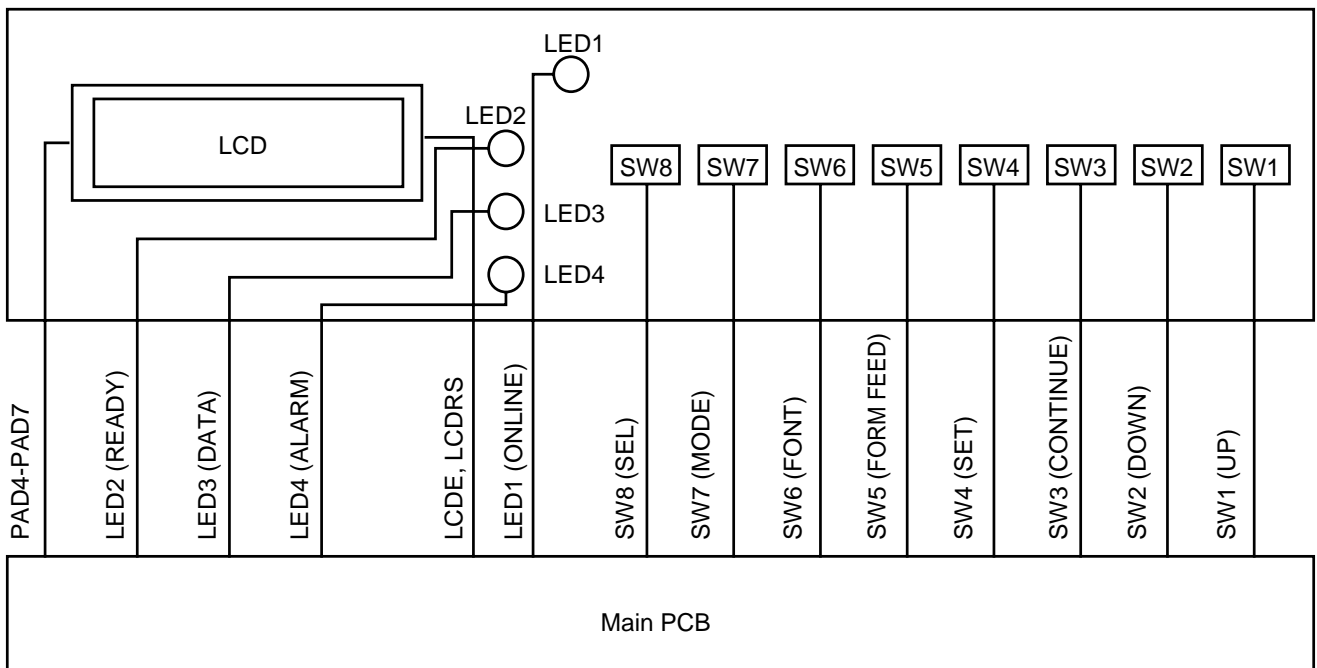 LED1
LED2
LCD
SW8 SW7 SW6 SW5 SW4 SW3 SW2 SW1
LED3
LED4
PAD4-PAD7
LED2 (READY)
LED3 (DATA)
LED4 (ALARM)
LCDE, LCDRS
LED1 (ONLINE)
SW8 (SEL)
SW7 (MODE)
SW6 (FONT)
SW5 (FORM FEED)
SW4 (SET)
SW3 (CONTINUE)
SW2 (DOWN)
SW1 (UP)
Main PCB